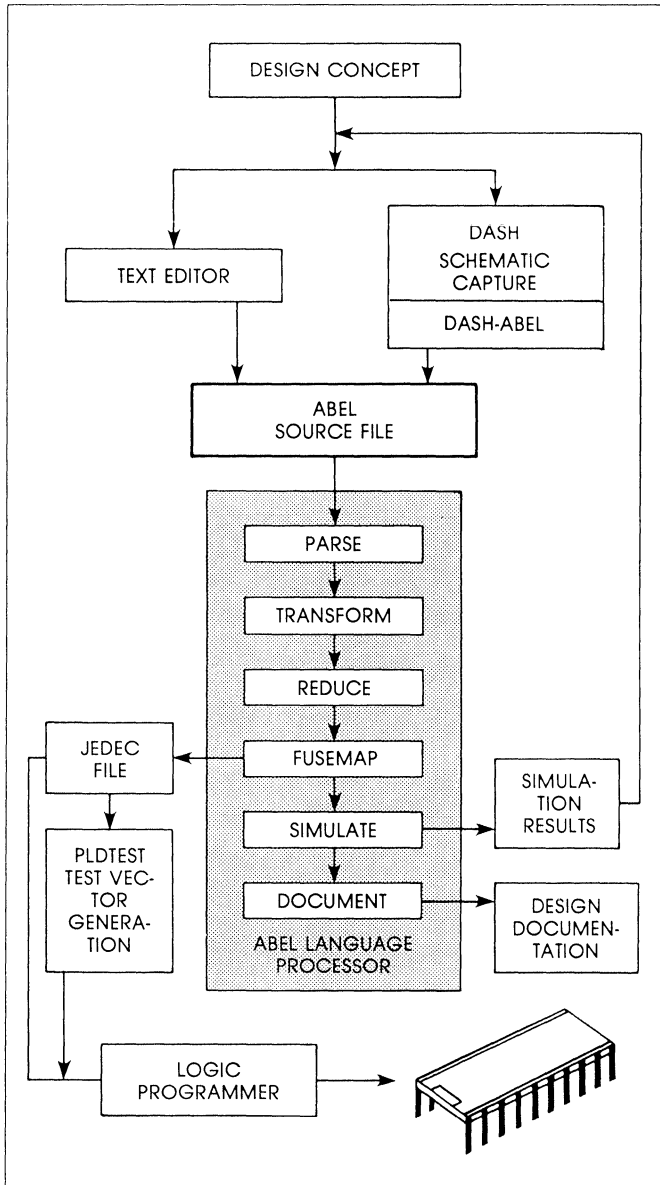 DESIGN CONCEPT
TEXT EDITOR
DASH
SCHEMATIC
CAPTURE
DASH-ABEL
ABEL
SOURCE FILE
PARSE
TRANSFORM
REDUCE
FUSEMAP
SIMULATE
DOCUMENT
ABEL LANGUAGE
PROCESSOR
JEDEC
FILE
PLDTEST
TEST VEC-
TOR
GENERA-
TION
SIMULA-
TION
RESULTS
DESIGN
DOCUMEN-
TATION
LOGIC
PROGRAMMER